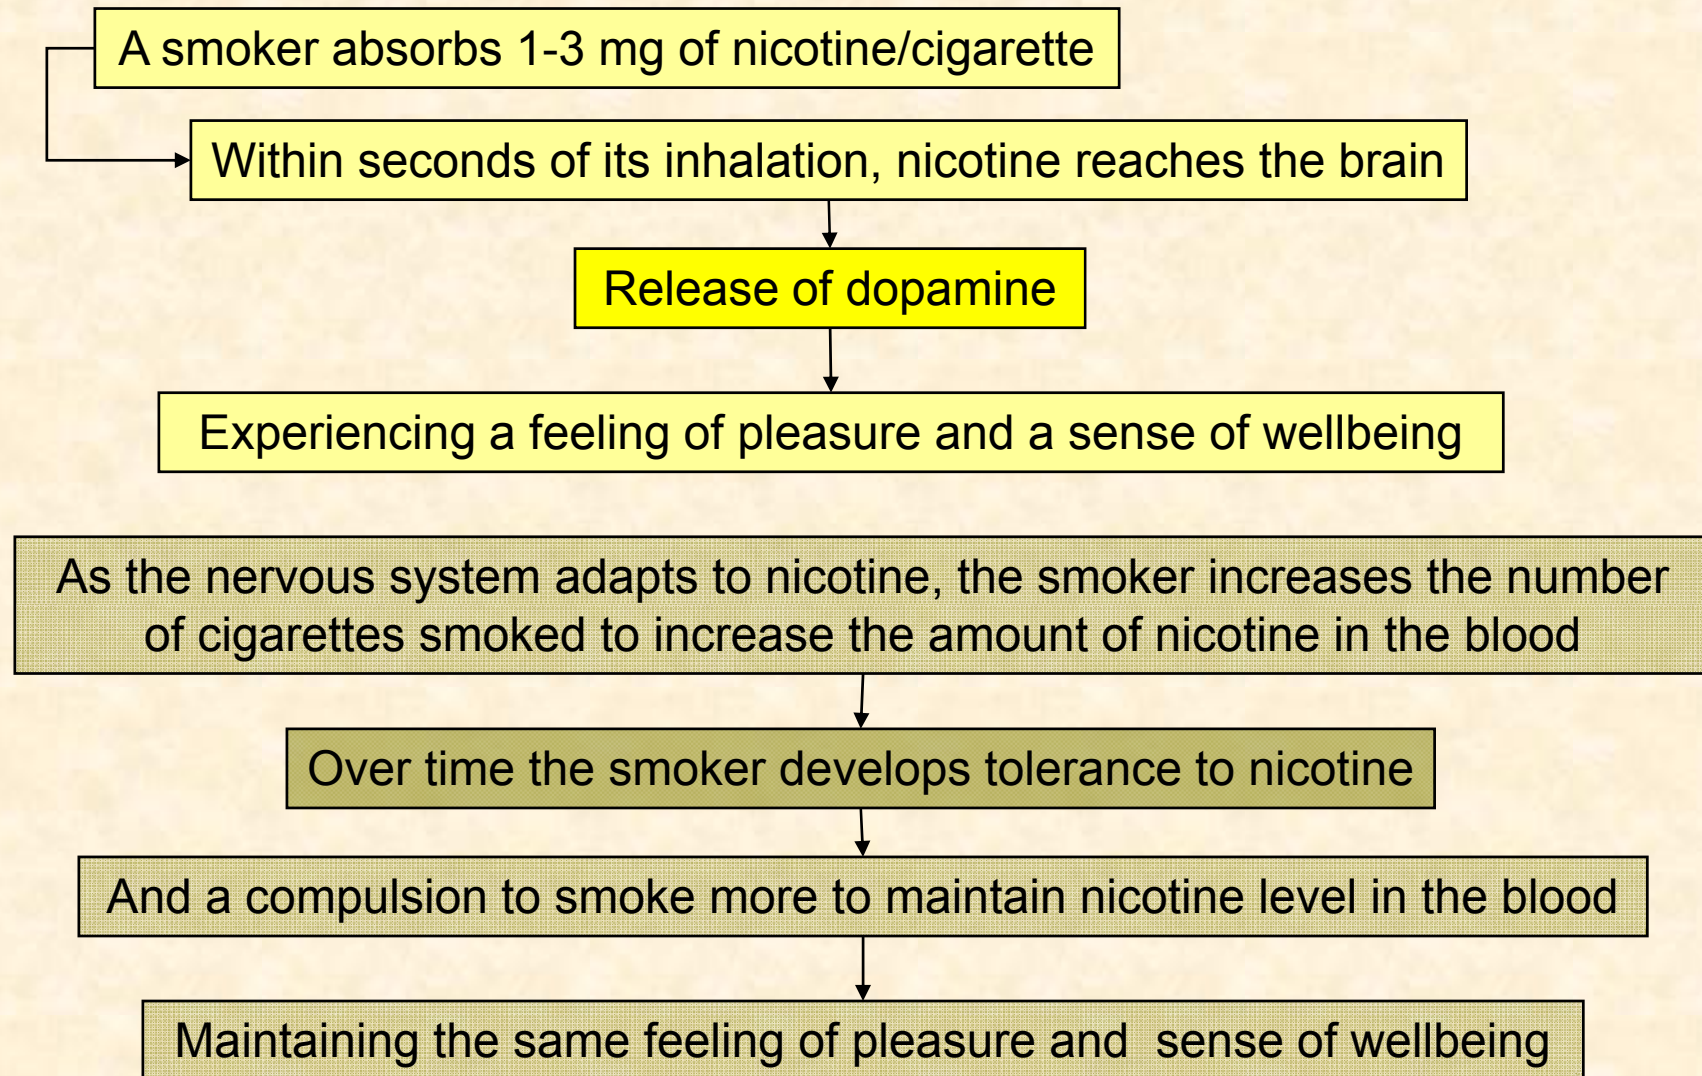 A smoker absorbs 1-3 mg of nicotine/cigarette
Within seconds of its inhalation, nicotine reaches the brain
Release of dopamine
Experiencing a feeling of pleasure and a sense of wellbeing
As the nervous system adapts to nicotine, the smoker increases the number
of cigarettes smoked to increase the amount of nicotine in the blood
Over time the smoker develops tolerance to nicotine
And a compulsion to smoke more to maintain nicotine level in the blood
Maintaining the same feeling of pleasure and  sense of wellbeing